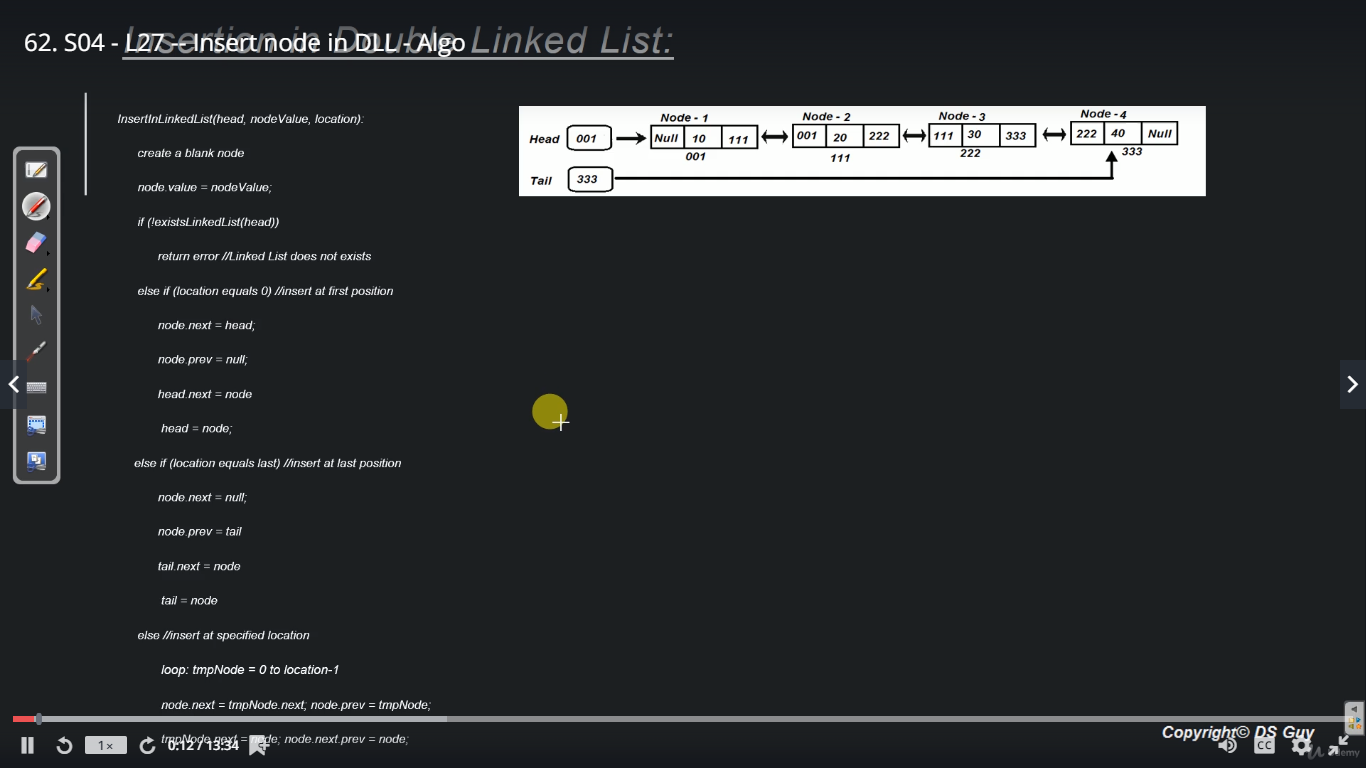 Insertion in Double Linked List:
62. S04 - L27 -- Insert node in DLL - Algo
InsertInLinkedList(head, nodeValue, location):
create a blank node
node.value = nodeValue;
if (!existsLinkedList(head))
return error //Linked List does not exists
else if (location equals 0) //insert at first position
node.next = head;
node.prev = null;
head.next = node
head = node;
else if (location equals last) //insert at last position
node.next = null;
node.prev = tail
tail.next = node
tail = node
else //insert at specified location
loop: tmpNode = 0 to location-1
node.next = tmpNode.next; node.prev = tmpNode;
tmpNode.next = node; node.next.prev = node;
Node - 1 Node - 2 Node - 3 Node - 4
Head 001 Null 10 111 001 20 222 111 30 333 222 40 Null
001 111 222 333
Tail 333
Copyright© DS Guy
1× 0:12 / 13:34 CC